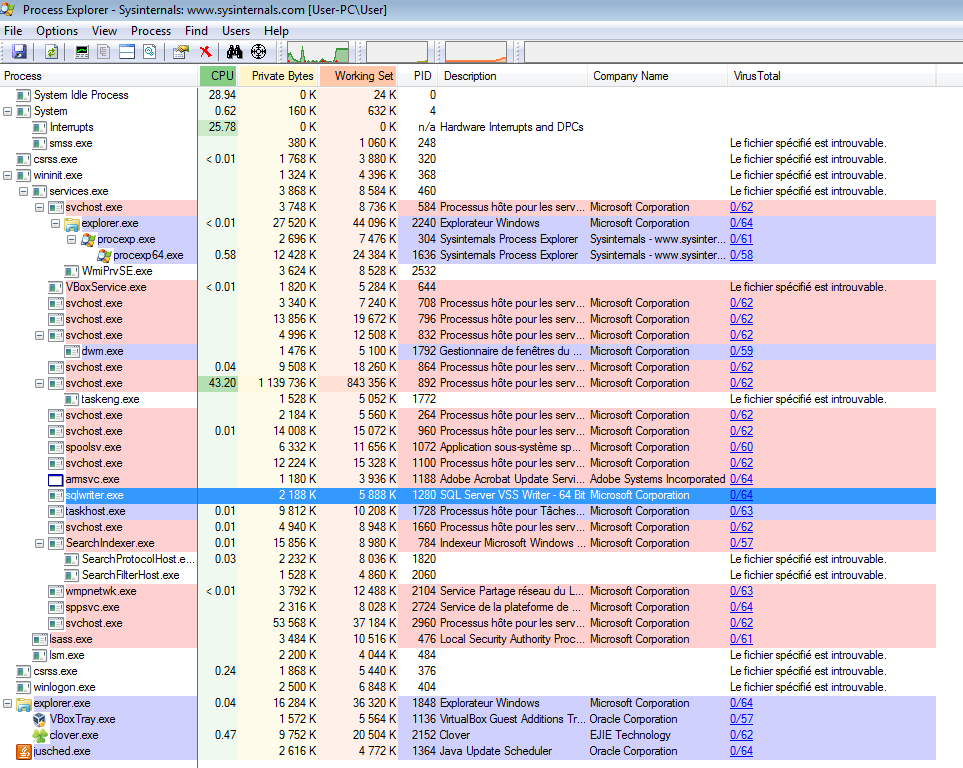 Process Explorer - Sysinternals: www.sysinternals.com [User-PC\User]
File Options View Process Find Users Help
Process CPU Private Bytes Working Set PID Description Company Name VirusTotal
System Idle Process 28.94 0 K 24 K 0
System 0.62 160 K 632 K 4
Interrupts 25.78 0 K 0 K n/a Hardware Interrupts and DPCs
smss.exe 380 K 1 060 K 248 Le fichier spécifié est introuvable.
csrss.exe < 0.01 1 768 K 3 880 K 320 Le fichier spécifié est introuvable.
wininit.exe 1 324 K 4 396 K 368 Le fichier spécifié est introuvable.
services.exe 3 868 K 8 584 K 460 Le fichier spécifié est introuvable.
svchost.exe 3 748 K 8 736 K 584 Processus hôte pour les serv... Microsoft Corporation 0/62
explorer.exe < 0.01 27 520 K 44 096 K 2240 Explorateur Windows Microsoft Corporation 0/64
procexp.exe 2 696 K 7 476 K 304 Sysinternals Process Explorer Sysinternals - www.sysinter... 0/61
procexp64.exe 0.58 12 428 K 24 384 K 1636 Sysinternals Process Explorer Sysinternals - www.sysinter... 0/58
WmiPrvSE.exe 3 624 K 8 528 K 2532
VBoxService.exe < 0.01 1 820 K 5 284 K 644 Le fichier spécifié est introuvable.
svchost.exe 3 340 K 8 240 K 708 Processus hôte pour les serv... Microsoft Corporation 0/62
svchost.exe 13 856 K 19 672 K 796 Processus hôte pour les serv... Microsoft Corporation 0/62
svchost.exe 4 996 K 12 508 K 832 Processus hôte pour les serv... Microsoft Corporation 0/62
dwm.exe 1 476 K 5 100 K 1792 Gestionnaire de fenêtres du ... Microsoft Corporation 0/59
svchost.exe 0.04 9 508 K 18 260 K 864 Processus hôte pour les serv... Microsoft Corporation 0/62
svchost.exe 43.20 1 139 736 K 843 356 K 892 Processus hôte pour les serv... Microsoft Corporation 0/62
taskeng.exe 1 528 K 5 052 K 1772 Le fichier spécifié est introuvable.
svchost.exe 2 184 K 5 560 K 264 Processus hôte pour les serv... Microsoft Corporation 0/62
svchost.exe 0.01 14 008 K 15 072 K 960 Processus hôte pour les serv... Microsoft Corporation 0/62
spoolsv.exe 6 332 K 11 656 K 1072 Application sous-système sp... Microsoft Corporation 0/60
svchost.exe 12 224 K 15 328 K 1100 Processus hôte pour les serv... Microsoft Corporation 0/62
armsvc.exe 1 180 K 3 936 K 1188 Adobe Acrobat Update Servi... Adobe Systems Incorporated 0/64
sqlwriter.exe 2 188 K 5 888 K 1280 SQL Server VSS Writer - 64 Bit Microsoft Corporation 0/64
taskhost.exe 0.01 9 812 K 10 208 K 1728 Processus hôte pour Tâches... Microsoft Corporation 0/63
svchost.exe 0.01 4 940 K 8 948 K 1660 Processus hôte pour les serv... Microsoft Corporation 0/62
SearchIndexer.exe 0.01 15 856 K 8 980 K 784 Indexeur Microsoft Windows ... Microsoft Corporation 0/57
SearchProtocolHost.e... 0.03 2 232 K 8 036 K 1820 Le fichier spécifié est introuvable.
SearchFilterHost.exe 1 528 K 4 860 K 2060 Le fichier spécifié est introuvable.
wmpnetwk.exe < 0.01 3 792 K 12 488 K 2104 Service Partage réseau du L... Microsoft Corporation 0/63
sppsvc.exe 2 316 K 8 028 K 2724 Service de la plateforme de ... Microsoft Corporation 0/64
svchost.exe 53 568 K 37 184 K 2960 Processus hôte pour les serv... Microsoft Corporation 0/62
lsass.exe 3 484 K 10 516 K 476 Local Security Authority Proc... Microsoft Corporation 0/61
lsm.exe 2 200 K 4 044 K 484 Le fichier spécifié est introuvable.
csrss.exe 0.24 1 868 K 5 440 K 376 Le fichier spécifié est introuvable.
winlogon.exe 2 500 K 6 848 K 404 Le fichier spécifié est introuvable.
explorer.exe 0.04 16 284 K 36 320 K 1848 Explorateur Windows Microsoft Corporation 0/64
VBoxTray.exe 1 572 K 5 564 K 1136 VirtualBox Guest Additions Tr... Oracle Corporation 0/57
clover.exe 0.47 9 752 K 20 504 K 2152 Clover EJIE Technology 0/62
jusched.exe 2 616 K 4 772 K 1364 Java Update Scheduler Oracle Corporation 0/64